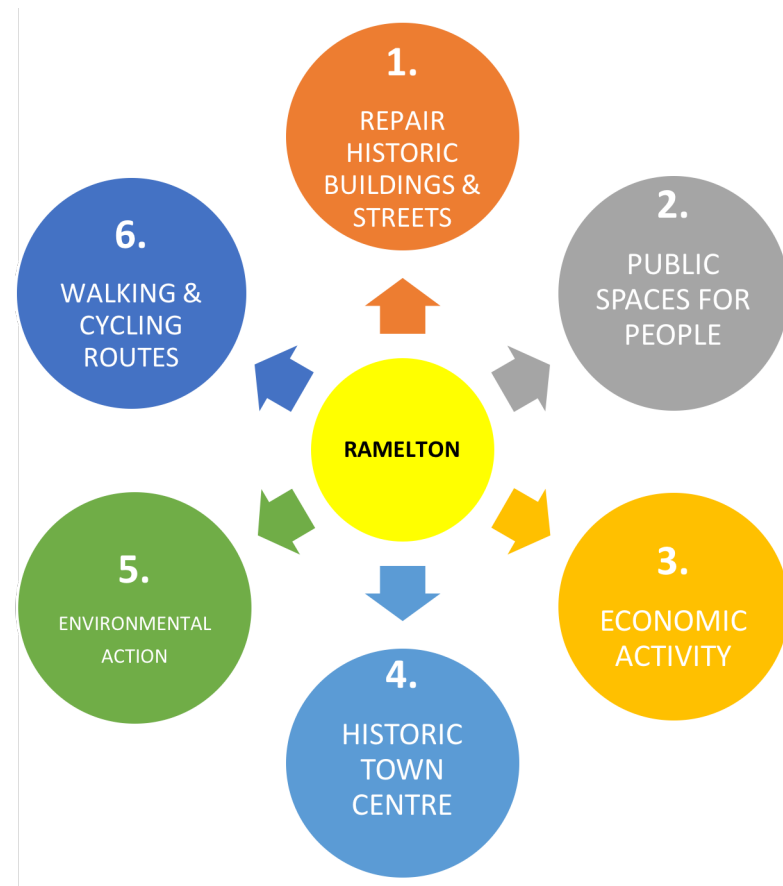 1.
REPAIR
HISTORIC
BUILDINGS &
STREETS
2.
PUBLIC
SPACES FOR
PEOPLE
3.
ECONOMIC
ACTIVITY
4.
HISTORIC
TOWN
CENTRE
5.
ENVIRONMENTAL
ACTION
6.
WALKING &
CYCLING
ROUTES
RAMELTON